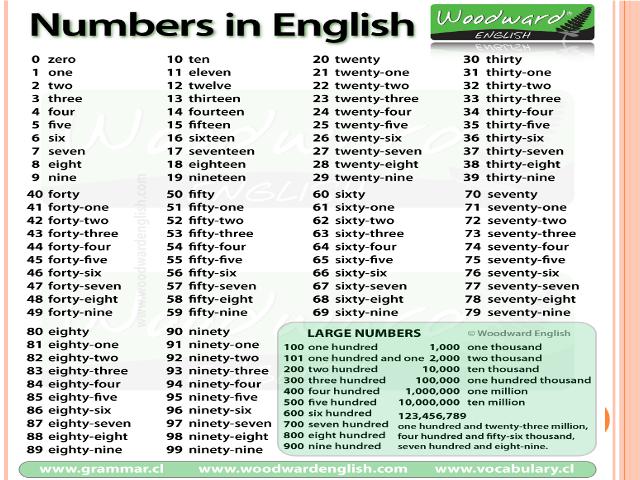 Numbers in English
Woodward®
ENGLISH
0 zero 10 ten 20 twenty 30 thirty
1 one 11 eleven 21 twenty-one 31 thirty-one
2 two 12 twelve 22 twenty-two 32 thirty-two
3 three 13 thirteen 23 twenty-three 33 thirty-three
4 four 14 fourteen 24 twenty-four 34 thirty-four
5 five 15 fifteen 25 twenty-five 35 thirty-five
6 six 16 sixteen 26 twenty-six 36 thirty-six
7 seven 17 seventeen 27 twenty-seven 37 thirty-seven
8 eight 18 eighteen 28 twenty-eight 38 thirty-eight
9 nine 19 nineteen 29 twenty-nine 39 thirty-nine
40 forty 50 fifty 60 sixty 70 seventy
41 forty-one 51 fifty-one 61 sixty-one 71 seventy-one
42 forty-two 52 fifty-two 62 sixty-two 72 seventy-two
43 forty-three 53 fifty-three 63 sixty-three 73 seventy-three
44 forty-four 54 fifty-four 64 sixty-four 74 seventy-four
45 forty-five 55 fifty-five 65 sixty-five 75 seventy-five
46 forty-six 56 fifty-six 66 sixty-six 76 seventy-six
47 forty-seven 57 fifty-seven 67 sixty-seven 77 seventy-seven
48 forty-eight 58 fifty-eight 68 sixty-eight 78 seventy-eight
49 forty-nine 59 fifty-nine 69 sixty-nine 79 seventy-nine
80 eighty 90 ninety
81 eighty-one 91 ninety-one
82 eighty-two 92 ninety-two
83 eighty-three 93 ninety-three
84 eighty-four 94 ninety-four
85 eighty-five 95 ninety-five
86 eighty-six 96 ninety-six
87 eighty-seven 97 ninety-seven
88 eighty-eight 98 ninety-eight
89 eighty-nine 99 ninety-nine
LARGE NUMBERS © Woodward English
100 one hundred 1,000 one thousand
101 one hundred and one 2,000 two thousand
200 two hundred 10,000 ten thousand
300 three hundred 100,000 one hundred thousand
400 four hundred 1,000,000 one million
500 five hundred 10,000,000 ten million
600 six hundred 123,456,789
700 seven hundred one hundred and twenty-three million,
800 eight hundred four hundred and fifty-six thousand,
900 nine hundred seven hundred and eighty-nine.
www.grammar.cl www.woodwardenglish.com www.vocabulary.cl
www.woodwardenglish.com
Woodward
ENGLISH